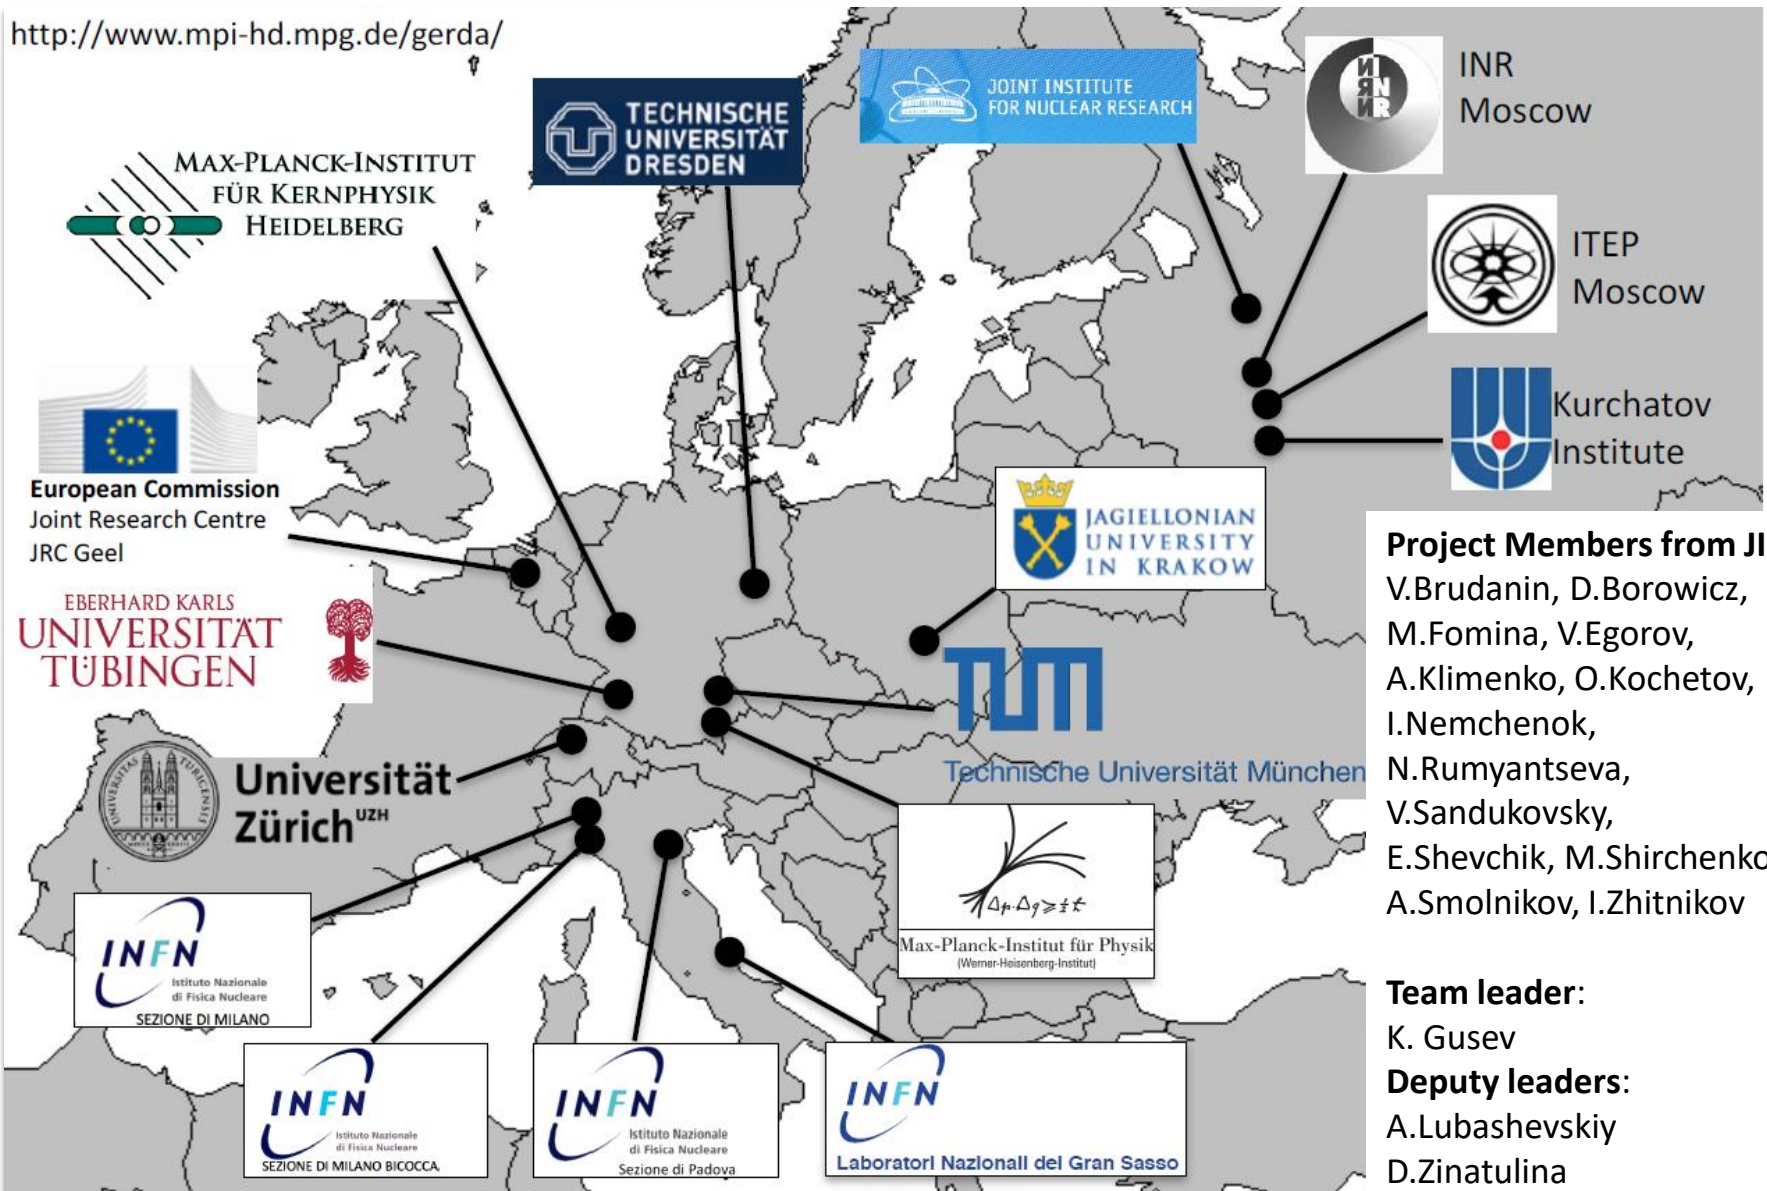 http://www.mpi-hd.mpg.de/gerda/
MAX-PLANCK-INSTITUT
FÜR KERNPHYSIK
HEIDELBERG
TECHNISCHE
UNIVERSITÄT
DRESDEN
JOINT INSTITUTE
FOR NUCLEAR RESEARCH
INR
Moscow
ITEP
Moscow
Kurchatov
Institute
European Commission
Joint Research Centre
JRC Geel
EBERHARD KARLS
UNIVERSITÄT
TÜBINGEN
JAGIELLONIAN
UNIVERSITY
IN KRAKOW
TUM
Technische Universität München
Universität
Zürich UZH
Δp·Δq≥½ħ
Max-Planck-Institut für Physik
(Werner-Heisenberg-Institut)
INFN
Istituto Nazionale
di Fisica Nucleare
SEZIONE DI MILANO
INFN
Istituto Nazionale
di Fisica Nucleare
SEZIONE DI MILANO BICOCCA
INFN
Istituto Nazionale
di Fisica Nucleare
Sezione di Padova
INFN
Laboratori Nazionali del Gran Sasso
Project Members from JI
V.Brudanin, D.Borowicz,
M.Fomina, V.Egorov,
A.Klimenko, O.Kochetov,
I.Nemchenok,
N.Rumyantseva,
V.Sandukovsky,
E.Shevchik, M.Shirchenko
A.Smolnikov, I.Zhitnikov
Team leader:
K. Gusev
Deputy leaders:
A.Lubashevskiy
D.Zinatulina